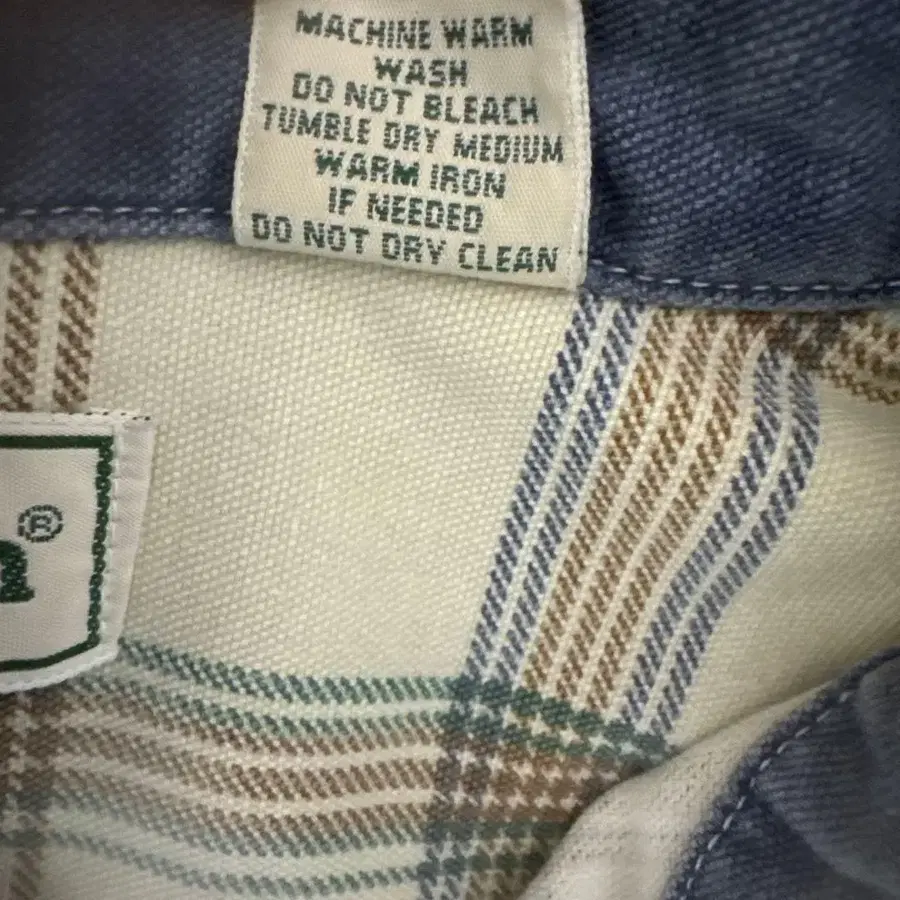 MACHINE WARM
WASH
DO NOT BLEACH
TUMBLE DRY MEDIUM
WARM IRON
IF NEEDED
DO NOT DRY CLEAN
r®